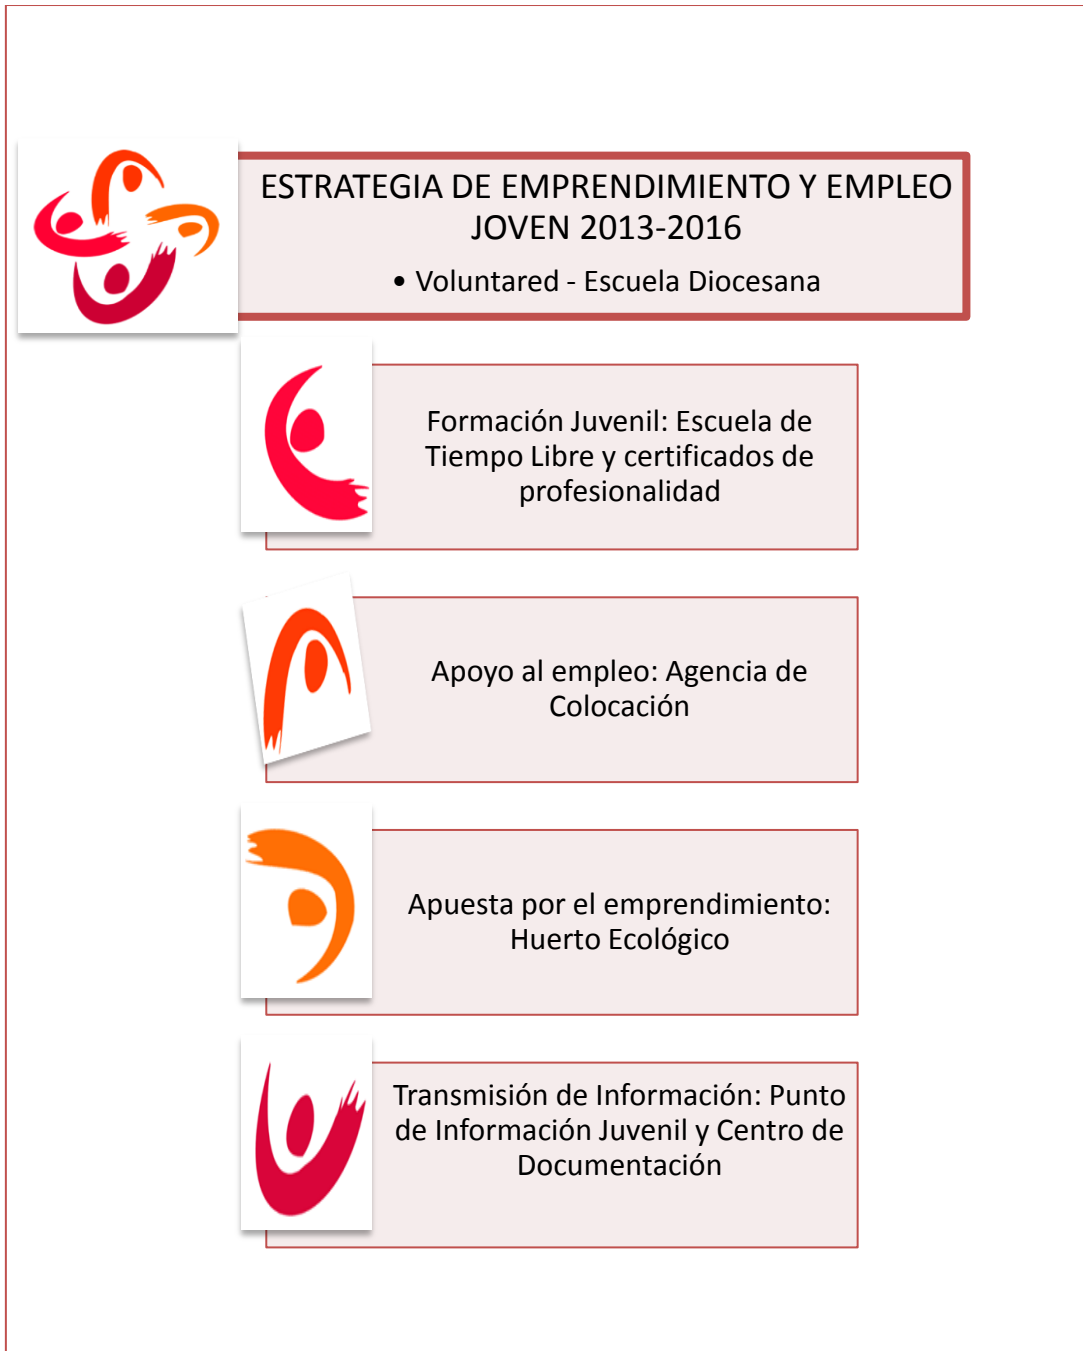 ESTRATEGIA DE EMPRENDIMIENTO Y EMPLEO
JOVEN 2013-2016
• Voluntared - Escuela Diocesana
Formación Juvenil: Escuela de
Tiempo Libre y certificados de
profesionalidad
Apoyo al empleo: Agencia de
Colocación
Apuesta por el emprendimiento:
Huerto Ecológico
Transmisión de Información: Punto
de Información Juvenil y Centro de
Documentación